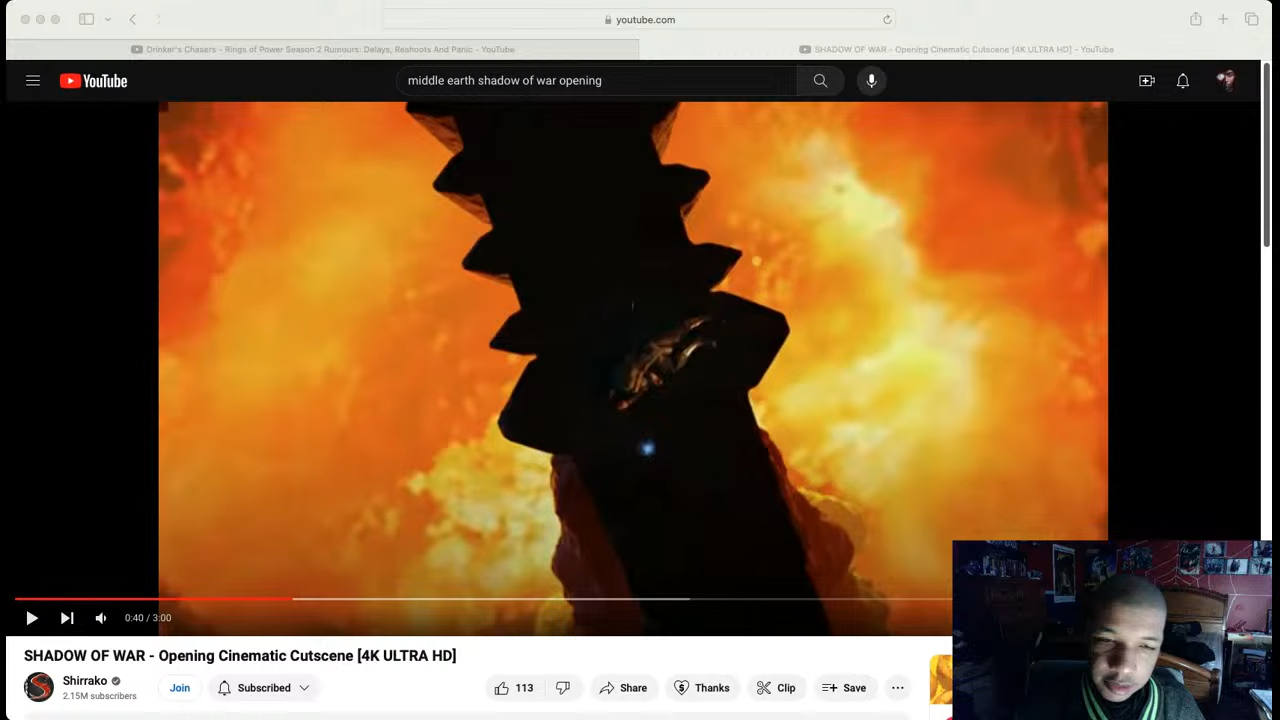 youtube.com
Drinker's Chasers - Rings of Power Season 2 Rumours: Delays, Reshoots And Panic - YouTube
SHADOW OF WAR - Opening Cinematic Cutscene [4K ULTRA HD] - YouTube
YouTube
middle earth shadow of war opening
0:40 / 3:00
SHADOW OF WAR - Opening Cinematic Cutscene [4K ULTRA HD]
Shirrako
2.15M subscribers
Join
Subscribed
113
Share
Thanks
Clip
Save